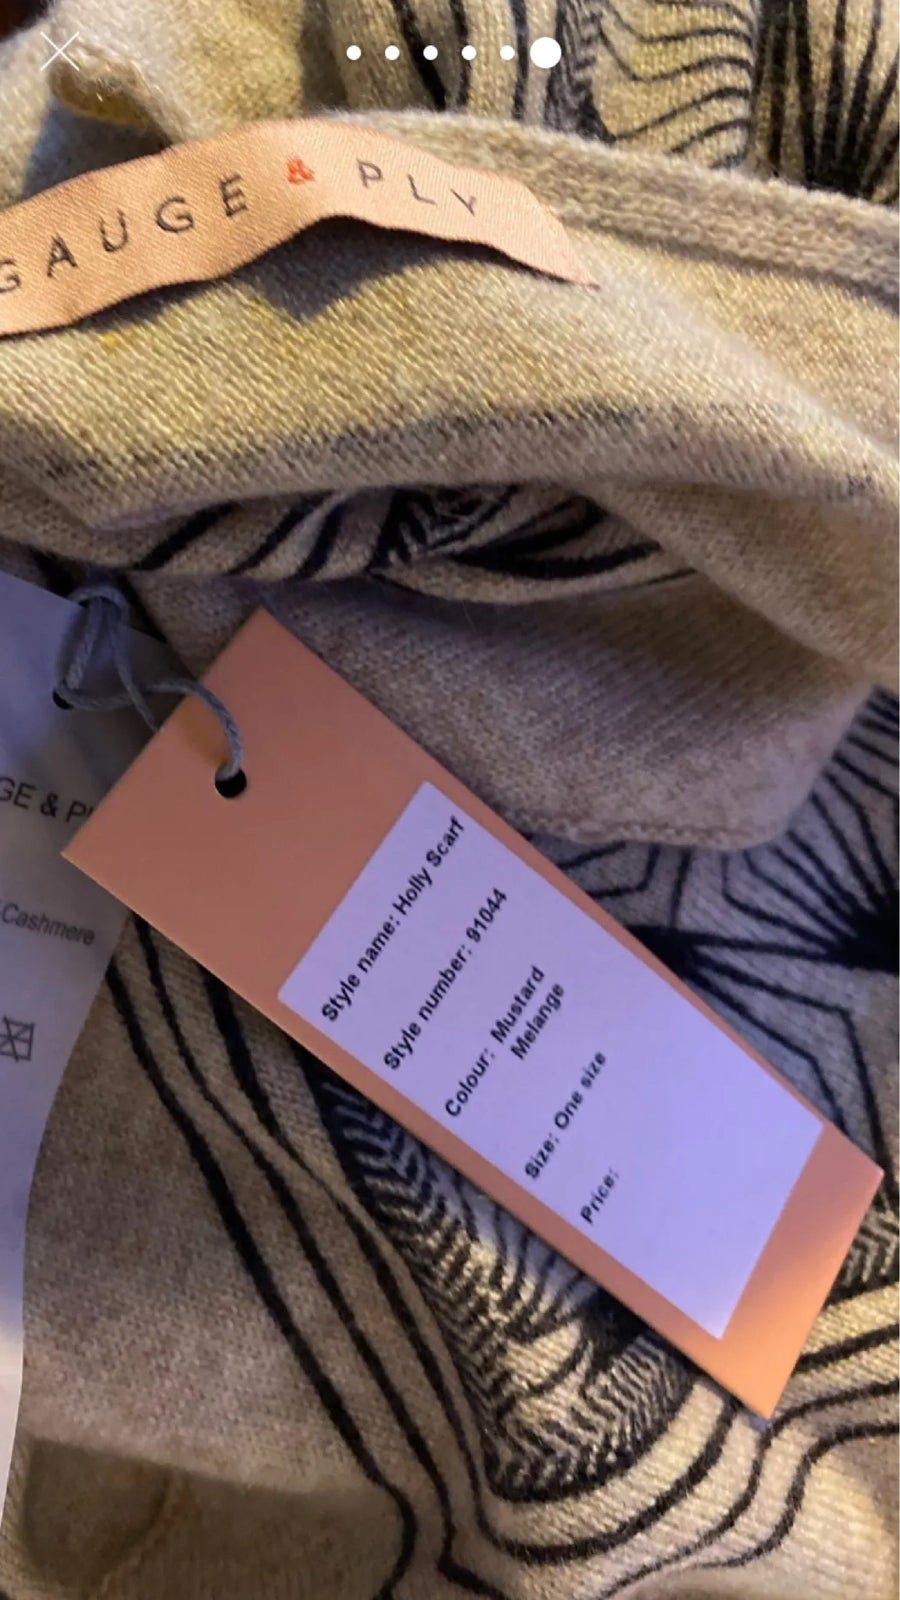 GAUGE & PLY
GE & P
Cashmere
Style name: Holly Scarf
Style number: 91044
Colour: Mustard
Melange
Size: One size
Price: